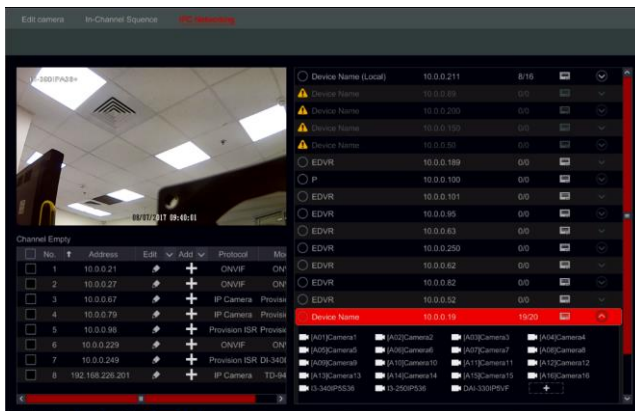 Edit camera In-Channel Squence IPC Networking
08/07/2017 09:40:01
Channel Empty
No. Address Edit Add Protocol
1 10.0.0.21 ONVIF
2 10.0.0.27 ONVIF
3 10.0.0.67 IP Camera Provisi
4 10.0.0.79 IP Camera Provisi
5 10.0.0.98 Provision ISR Provisi
6 10.0.0.229 ONVIF
7 10.0.0.249 Provision ISR DI-340I
8 192.168.226.201 IP Camera TD-94
Device Name (Local) 10.0.0.211 8/16
Device Name 10.0.0.89 0/0
Device Name 10.0.0.200 0/0
Device Name 10.0.0.150 0/0
Device Name 10.0.0.50 0/0
EDVR 10.0.0.189 0/0
P 10.0.0.100 0/0
EDVR 10.0.0.101 0/0
EDVR 10.0.0.95 0/0
EDVR 10.0.0.63 0/0
EDVR 10.0.0.250 0/0
EDVR 10.0.0.62 0/0
EDVR 10.0.0.82 0/0
EDVR 10.0.0.52 0/0
Device Name 10.0.0.19 19/20
[A01]Camera1 [A02]Camera2 [A03]Camera3 [A04]Camera4
[A05]Camera5 [A06]Camera6 [A07]Camera7 [A08]Camera8
[A09]Camera9 [A10]Camera10 [A11]Camera11 [A12]Camera12
[A13]Camera13 [A14]Camera14 [A15]Camera15 [A16]Camera16
I3-340IP5S36 I3-250IP536 DAI-330IP5VF